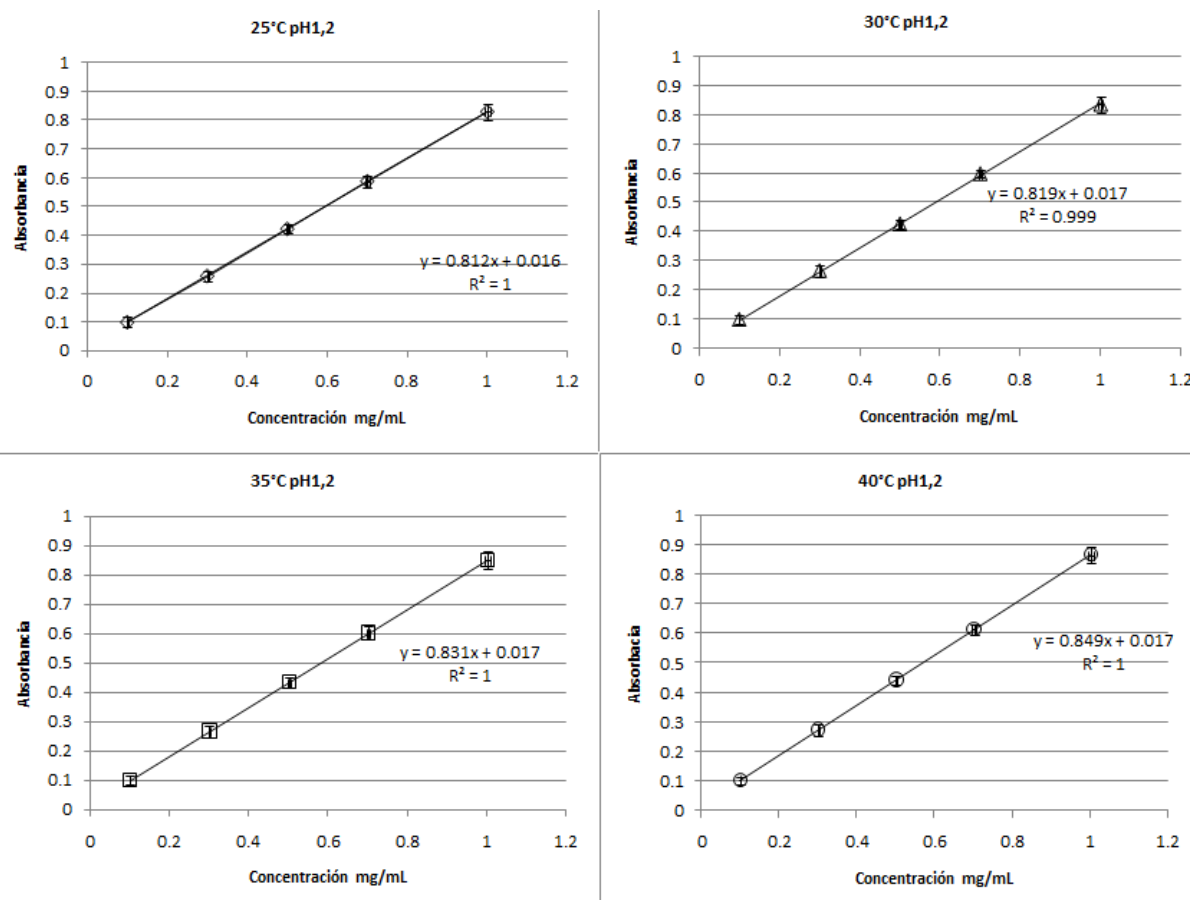 25°C pH1,2
1
0.9
0.8
0.7
0.6
0.5
0.4
0.3
0.2
0.1
0
Absorbancia
y = 0.812x + 0.016
R² = 1
0 0.2 0.4 0.6 0.8 1 1.2
Concentración mg/mL
30°C pH1,2
1
0.9
0.8
0.7
0.6
0.5
0.4
0.3
0.2
0.1
0
Absorbancia
y = 0.819x + 0.017
R² = 0.999
0 0.2 0.4 0.6 0.8 1 1.2
Concentración mg/mL
35°C pH1,2
1
0.9
0.8
0.7
0.6
0.5
0.4
0.3
0.2
0.1
0
Absorbancia
y = 0.831x + 0.017
R² = 1
0 0.2 0.4 0.6 0.8 1 1.2
Concentración mg/mL
40°C pH1,2
1
0.9
0.8
0.7
0.6
0.5
0.4
0.3
0.2
0.1
0
Absorbacia
y = 0.849x + 0.017
R² = 1
0 0.2 0.4 0.6 0.8 1 1.2
Concentración mg/mL